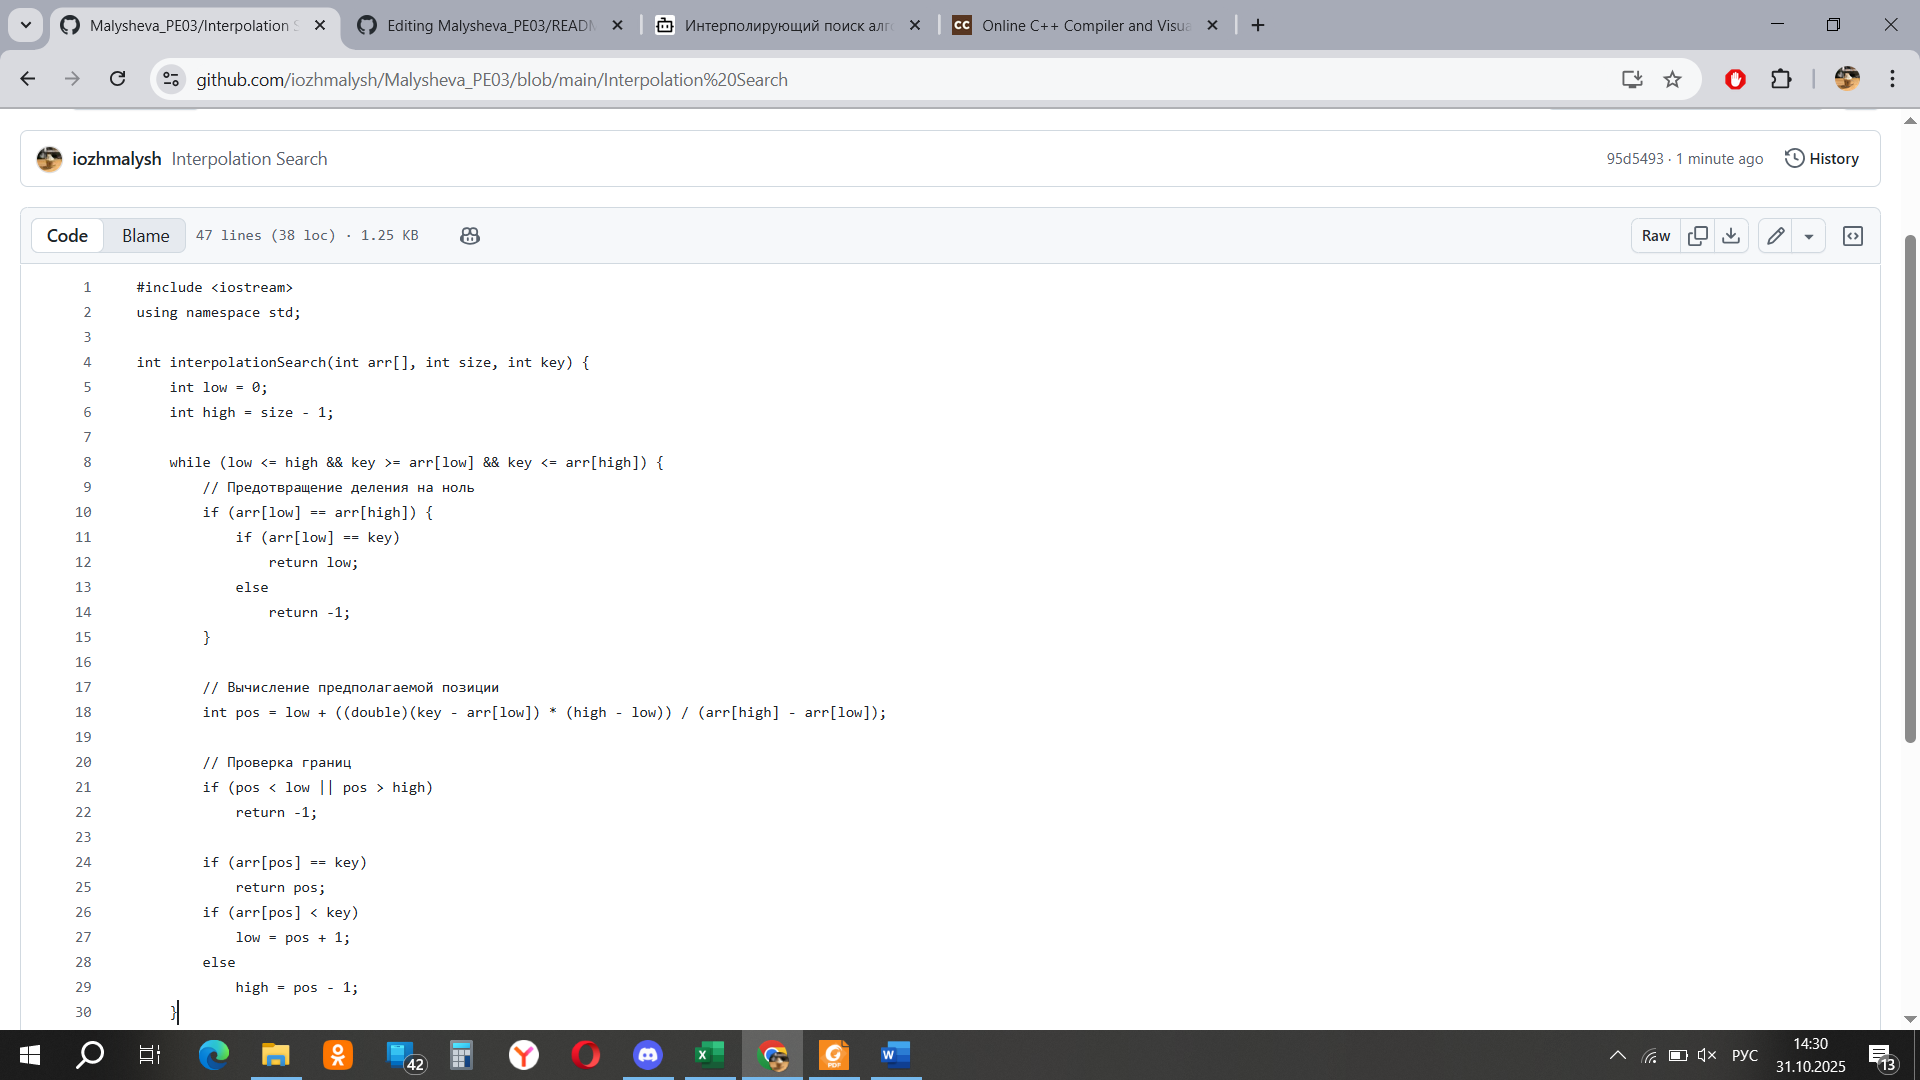 Malysheva_PE03/Interpolation S
Editing Malysheva_PE03/READM
Интерполирующий поиск алго
CC
Online C++ Compiler and Visua
github.com/iozhmalysh/Malysheva_PE03/blob/main/Interpolation%20Search
iozhmalysh Interpolation Search
95d5493 · 1 minute ago
History
Code
Blame
47 lines (38 loc) · 1.25 KB
Raw
1 #include <iostream>
2 using namespace std;
3
4 int interpolationSearch(int arr[], int size, int key) {
5     int low = 0;
6     int high = size - 1;
7
8     while (low <= high && key >= arr[low] && key <= arr[high]) {
9         // Предотвращение деления на ноль
10         if (arr[low] == arr[high]) {
11             if (arr[low] == key)
12                 return low;
13             else
14                 return -1;
15         }
16
17         // Вычисление предполагаемой позиции
18         int pos = low + ((double)(key - arr[low]) * (high - low)) / (arr[high] - arr[low]);
19
20         // Проверка границ
21         if (pos < low || pos > high)
22             return -1;
23
24         if (arr[pos] == key)
25             return pos;
26         if (arr[pos] < key)
27             low = pos + 1;
28         else
29             high = pos - 1;
30     }
42
PDF
РУС
14:30
31.10.2025
13